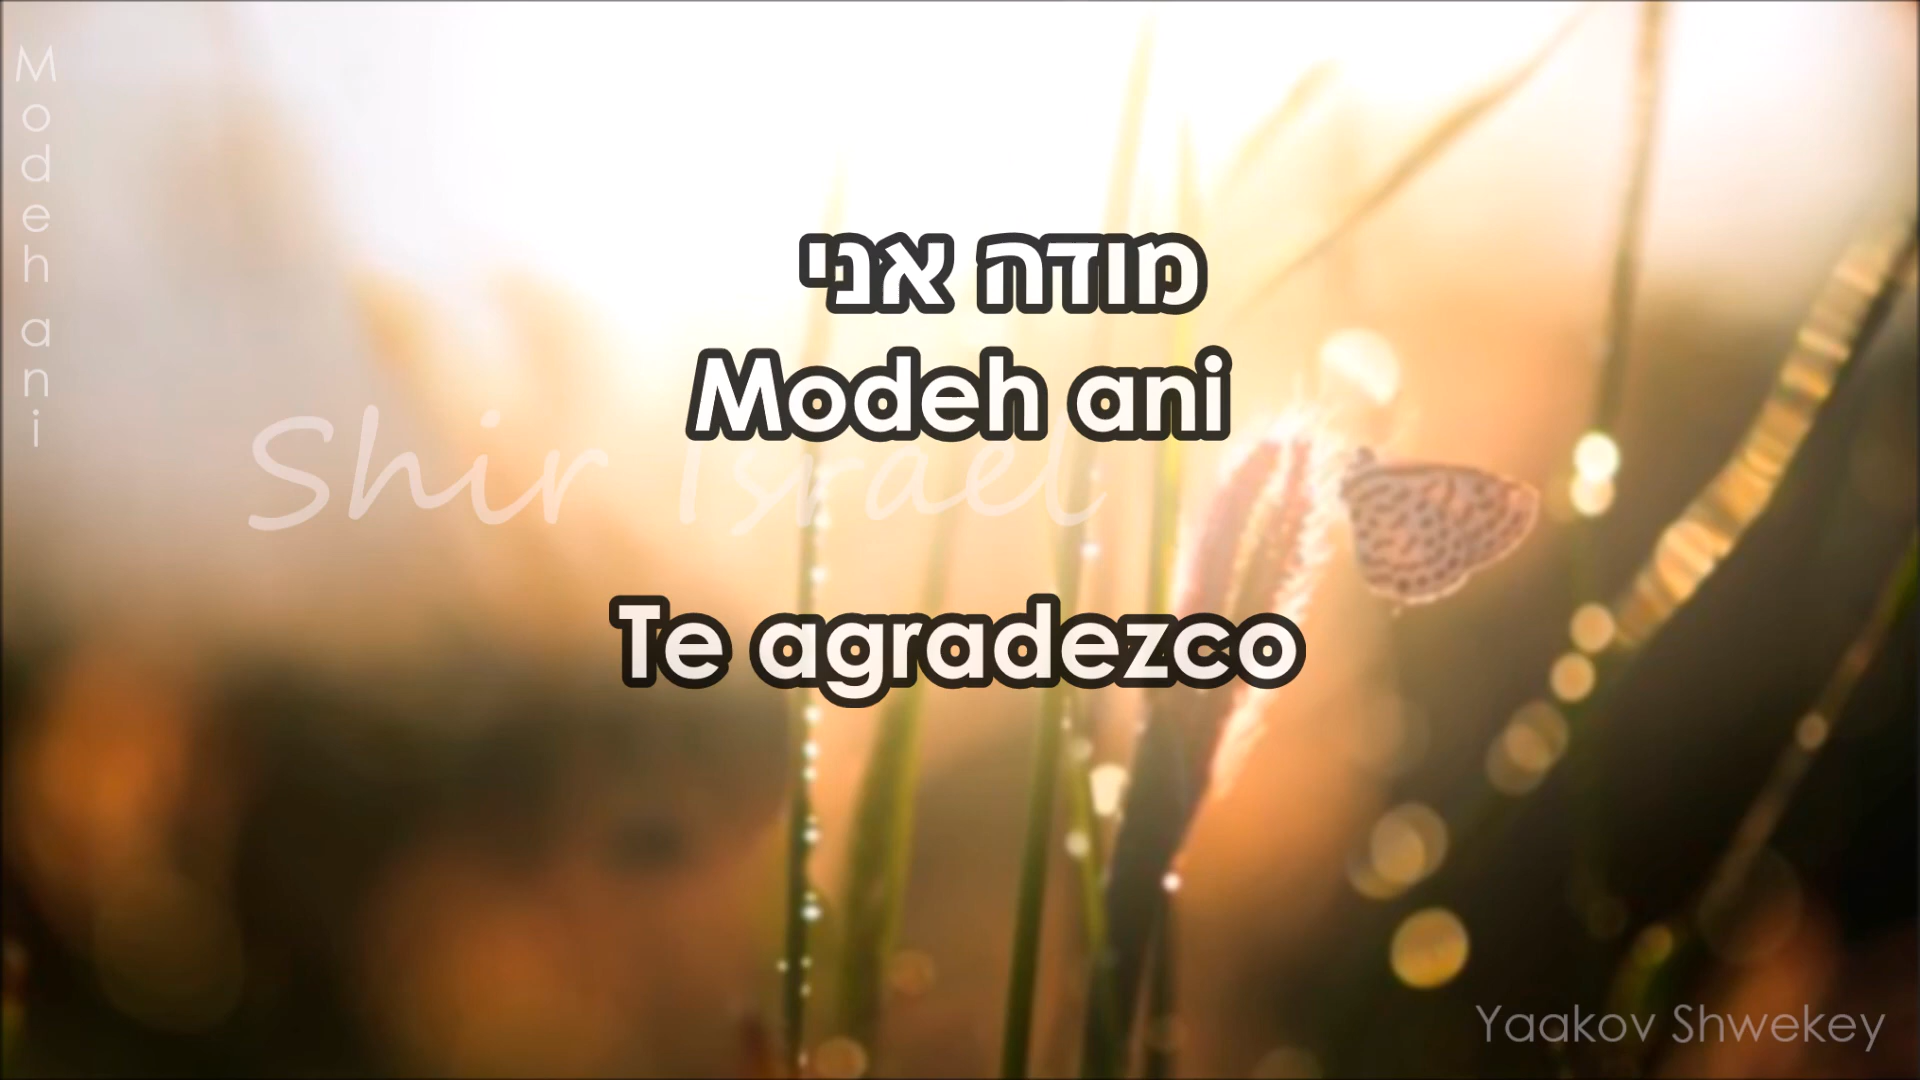 Modeh ani
מודה אני
Modeh ani
Shir Israel
Te agradezco
Yaakov Shwekey